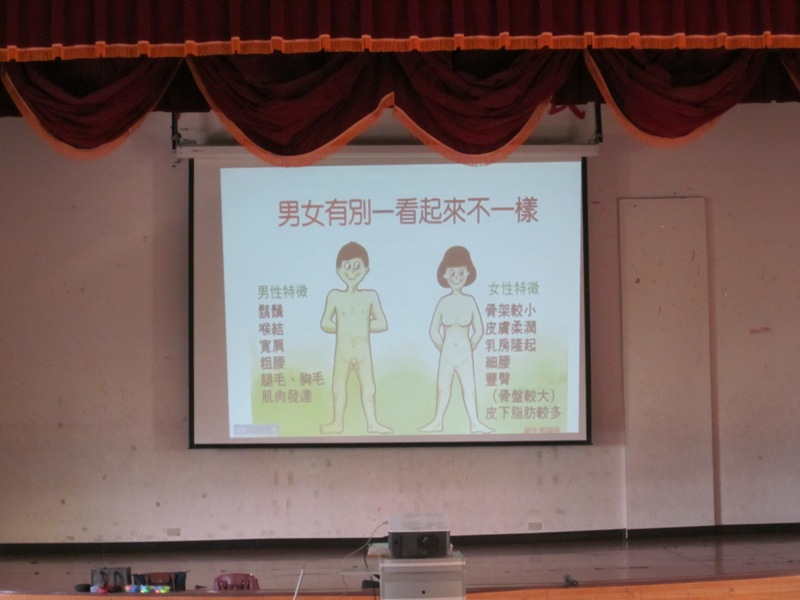 男女有別—看起來不一樣
男性特徵
鬍鬚
喉結
寬肩
粗腰
腿毛、胸毛
肌肉發達
女性特徵
骨架較小
皮膚柔潤
乳房隆起
細腰
豐臀
（骨盤較大）
皮下脂肪較多